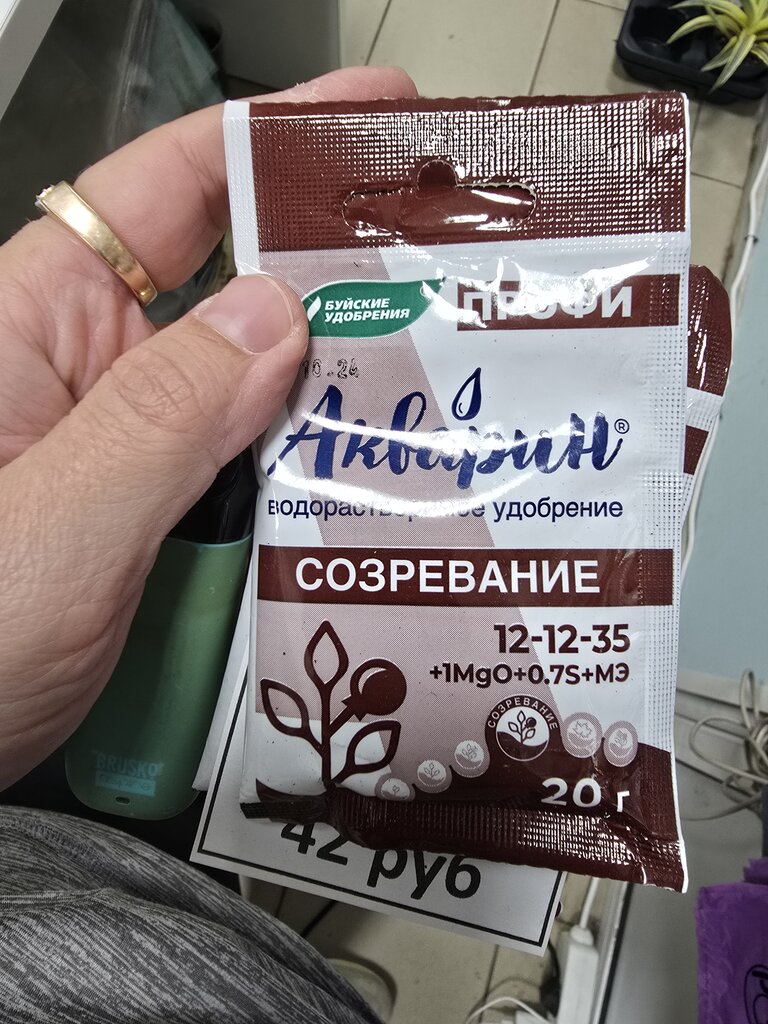 БУЙСКИЕ
УДОБРЕНИЯ
ПРОФИ
10.24
Акварин®
водорастворимое удобрение
СОЗРЕВАНИЕ
12-12-35
+1MgO+0.7S+МЭ
СОЗРЕВАНИЕ
20 г
BRUSKO
42 руб